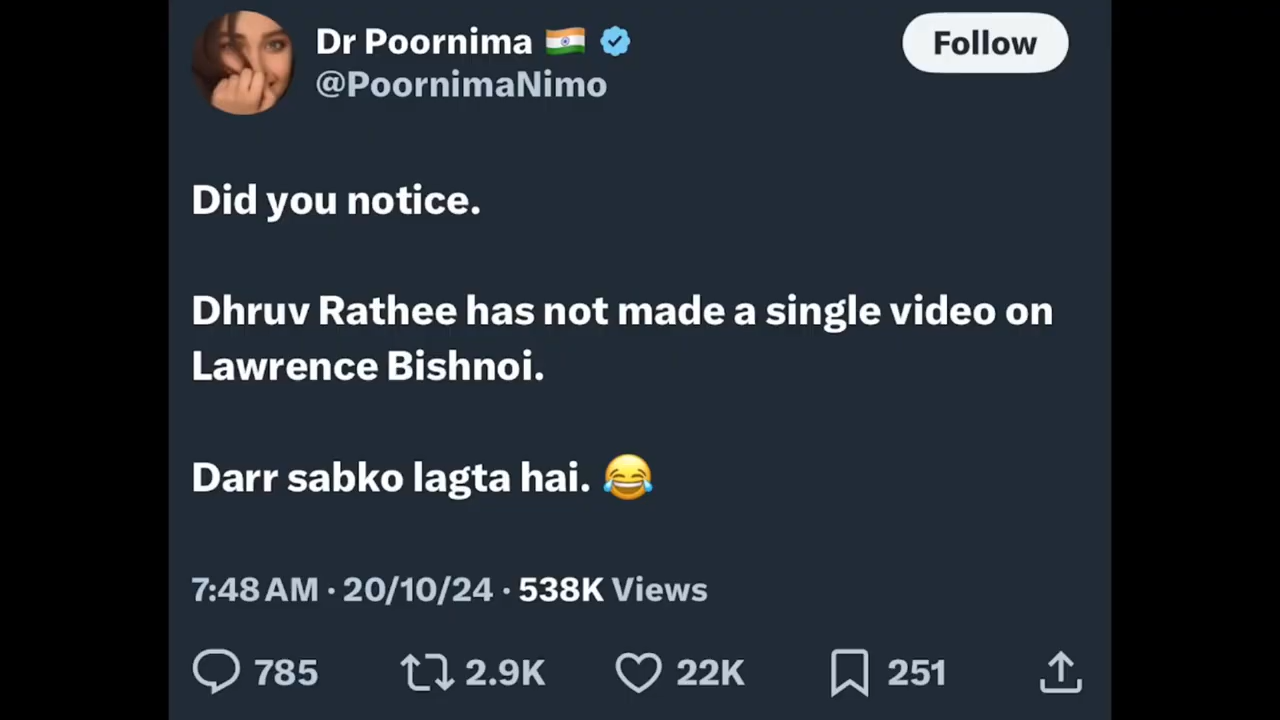 Dr Poornima 🇮🇳
Follow
@PoornimaNimo
Did you notice.
Dhruv Rathee has not made a single video on
Lawrence Bishnoi.
Darr sabko lagta hai. 😂
7:48 AM · 20/10/24 · 538K Views
785 2.9K 22K 251